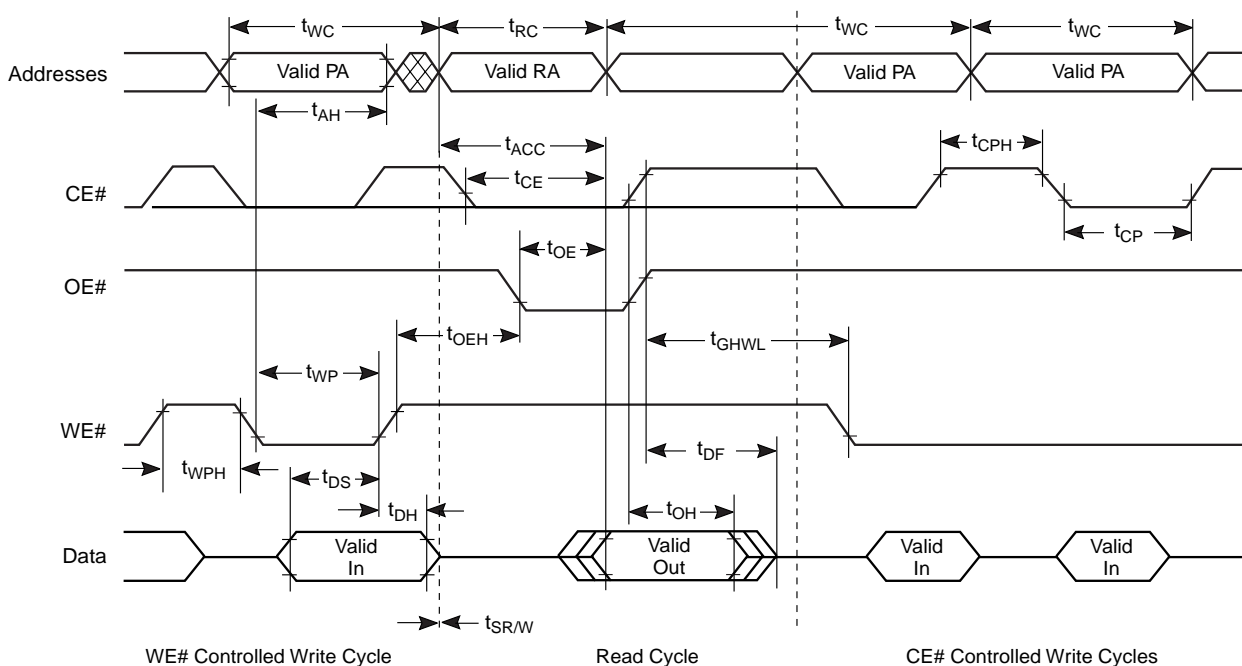 tWC tRC tWC tWC
Addresses Valid PA Valid RA Valid PA Valid PA
tAH
tACC tCPH
CE# tCE
tOE tCP
OE#
tOEH tGHWL
tWP
WE#
tWPH tDF
tDS
tDH tOH
Data Valid In Valid Out Valid In Valid In
tSR/W
WE# Controlled Write Cycle Read Cycle CE# Controlled Write Cycles